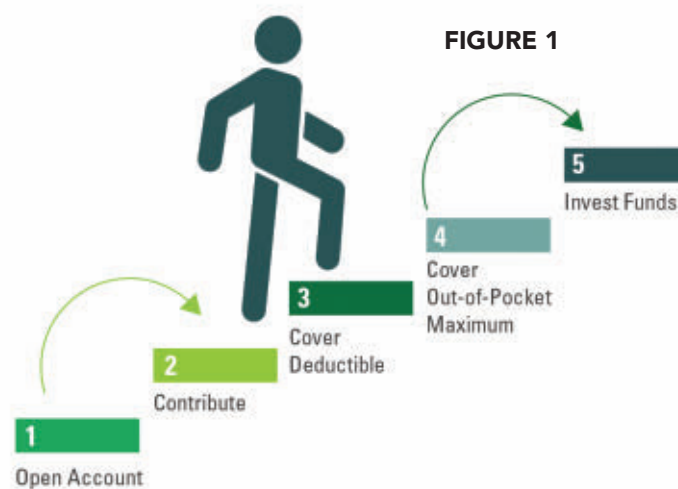 FIGURE 1
5
Invest Funds
4
Cover
Out-of-Pocket
Maximum
3
Cover
Deductible
2
Contribute
1
Open Account